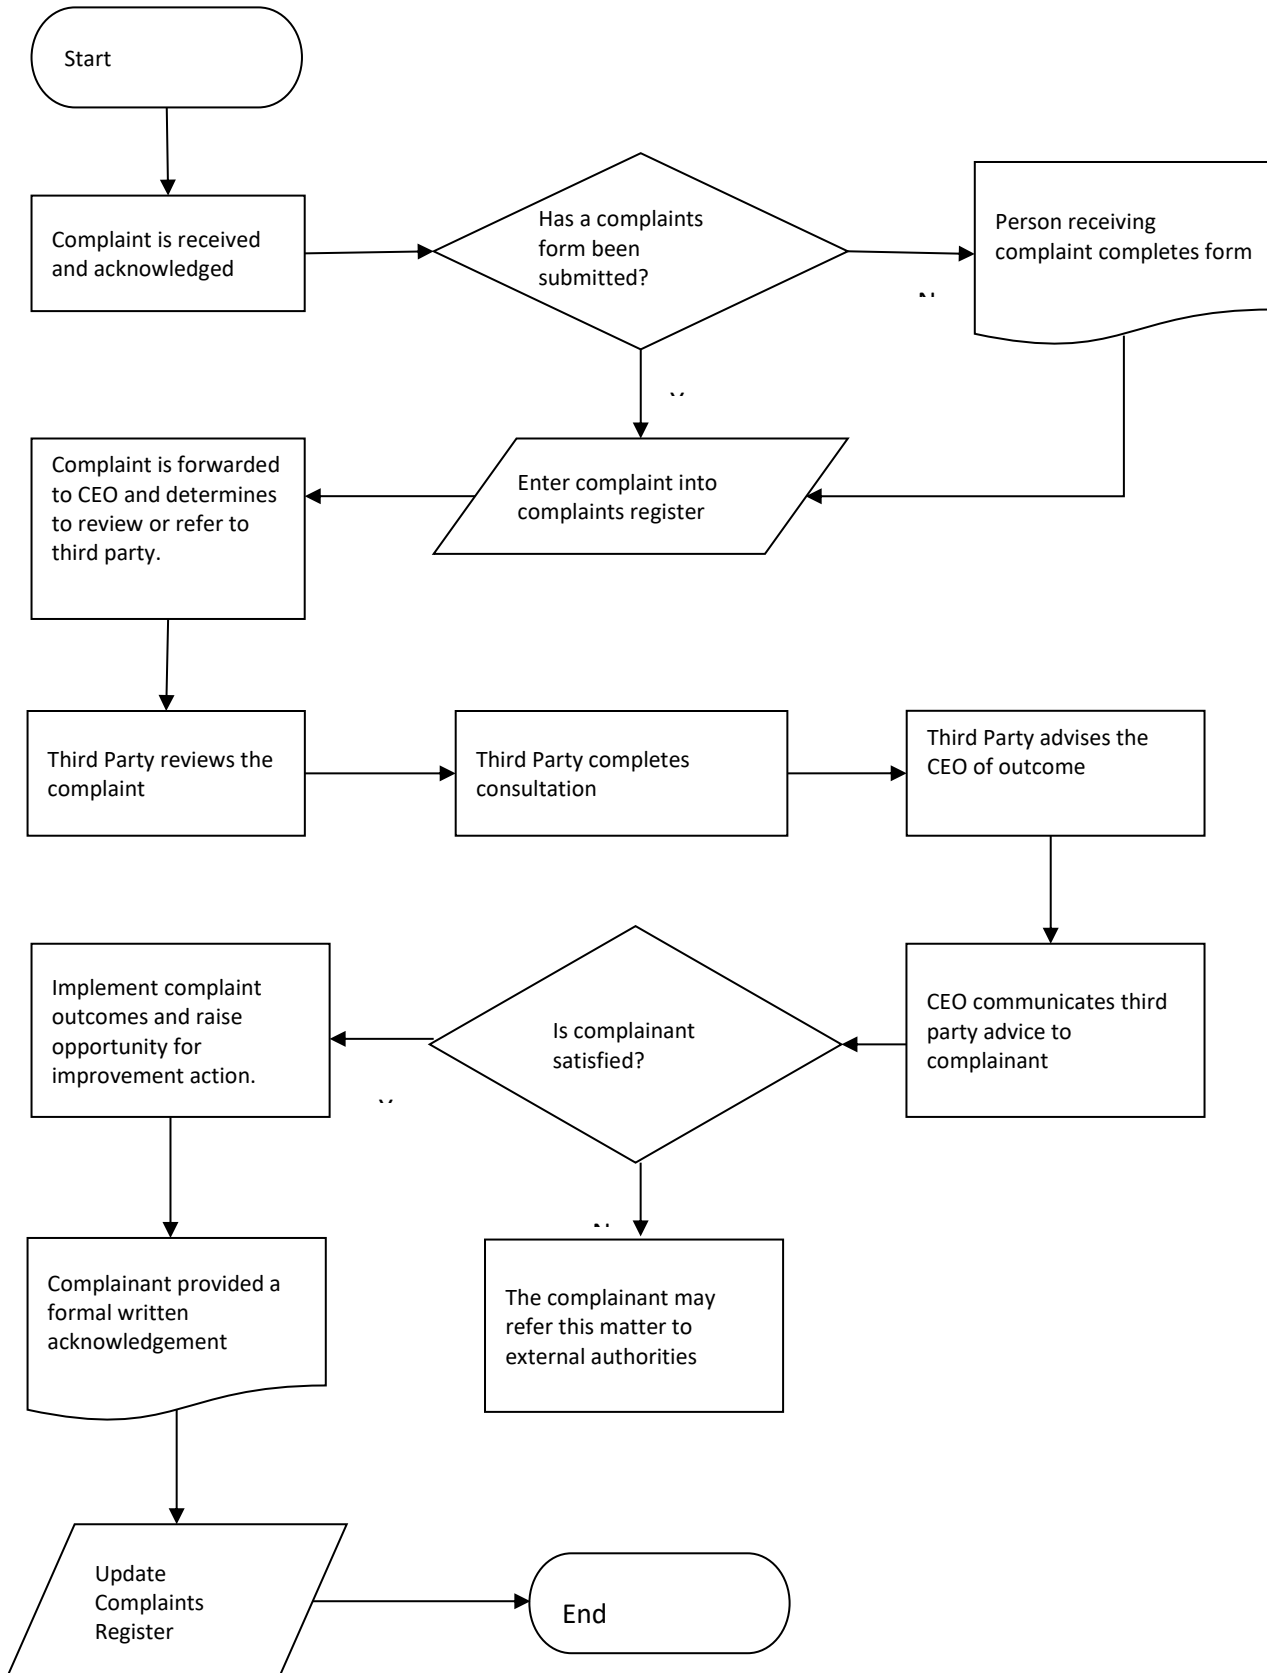 Start
Complaint is received
and acknowledged
Has a complaints
form been
submitted?
Person receiving
complaint completes form
Complaint is forwarded
to CEO and determines
to review or refer to
third party.
Enter complaint into
complaints register
Third Party reviews the
complaint
Third Party completes
consultation
Third Party advises the
CEO of outcome
Implement complaint
outcomes and raise
opportunity for
improvement action.
Is complainant
satisfied?
CEO communicates third
party advice to
complainant
Complainant provided a
formal written
acknowledgement
The complainant may
refer this matter to
external authorities
Update
Complaints
Register
End